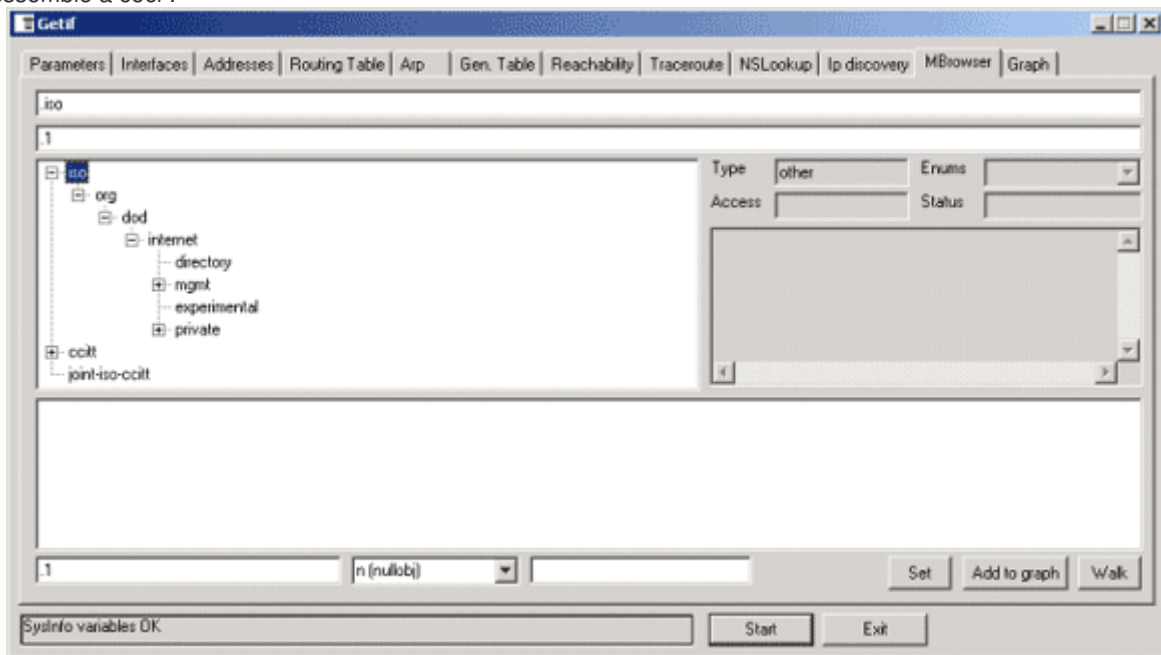 Getif
Parameters Interfaces Addresses Routing Table Arp Gen. Table Reachability Traceroute NSLookup Ip discovery MBrowser Graph
.iso
.1
iso
org
dod
internet
directory
mgmt
experimental
private
ccitt
joint-iso-ccitt
Type other Enums
Access Status
.1 n (nullobj) Set Add to graph Walk
SysInfo variables OK Start Exit